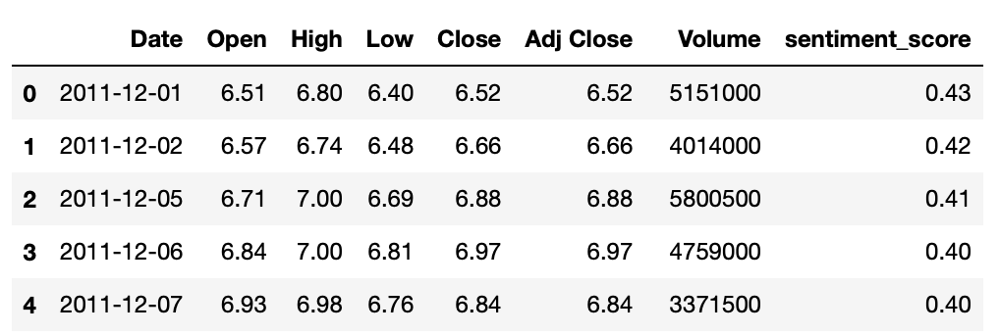 Date Open High Low Close Adj Close Volume sentiment_score
0 2011-12-01 6.51 6.80 6.40 6.52 6.52 5151000 0.43
1 2011-12-02 6.57 6.74 6.48 6.66 6.66 4014000 0.42
2 2011-12-05 6.71 7.00 6.69 6.88 6.88 5800500 0.41
3 2011-12-06 6.84 7.00 6.81 6.97 6.97 4759000 0.40
4 2011-12-07 6.93 6.98 6.76 6.84 6.84 3371500 0.40